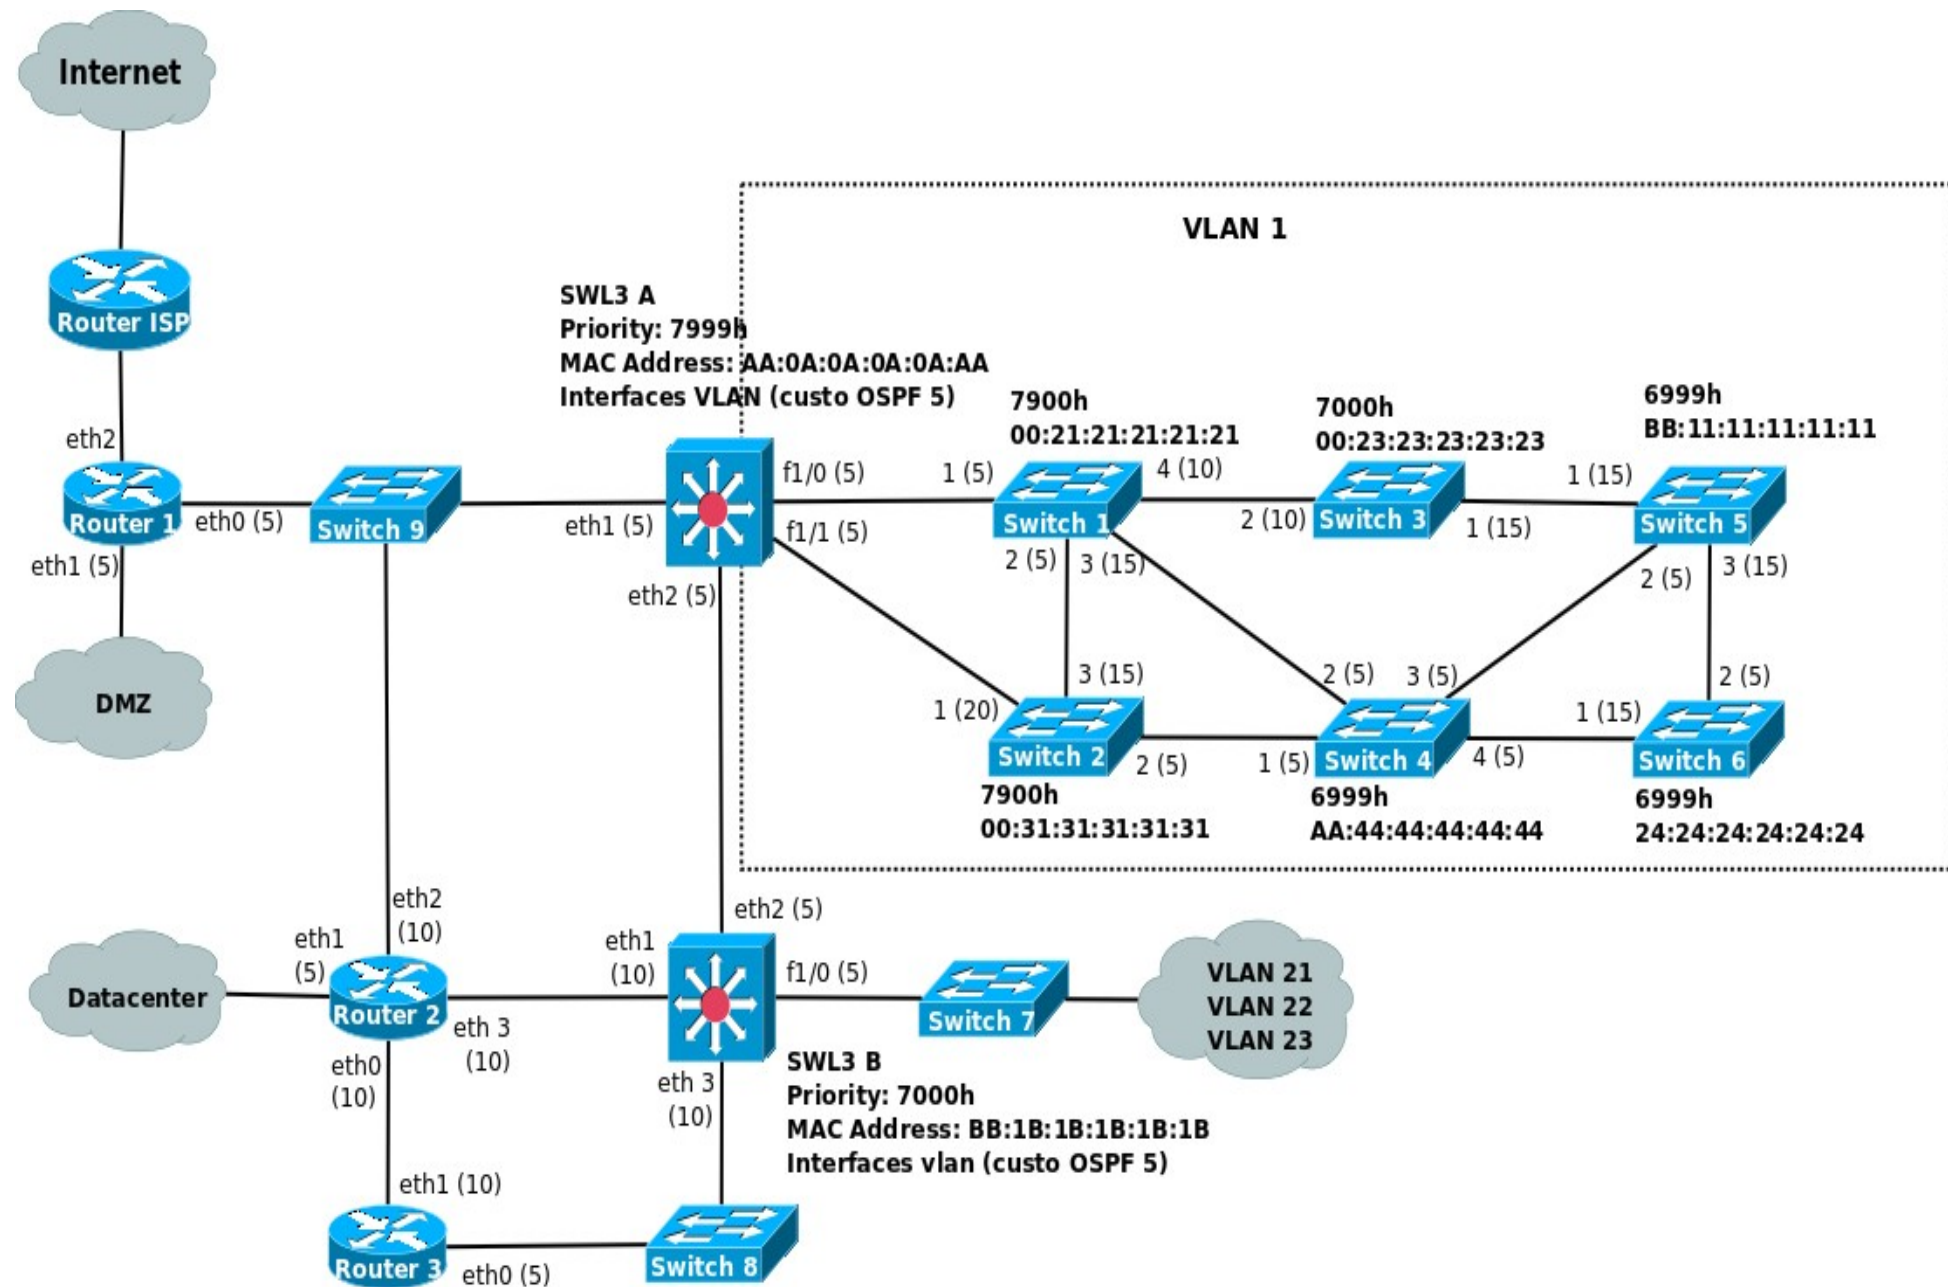 Internet
VLAN 1
Router ISP
SWL3 A
Priority: 7999h
MAC Address: AA:0A:0A:0A:0A:AA
Interfaces VLAN (custo OSPF 5)
7900h
00:21:21:21:21:21
7000h
00:23:23:23:23:23
6999h
BB:11:11:11:11:11
eth2
Router 1
eth0 (5)
eth1 (5)
Switch 9
eth1 (5)
f1/0 (5)
f1/1 (5)
eth2 (5)
1 (5)
Switch 1
4 (10)
2 (5)
3 (15)
2 (10)
Switch 3
1 (15)
1 (15)
Switch 5
2 (5)
3 (15)
DMZ
1 (20)
3 (15)
Switch 2
2 (5)
7900h
00:31:31:31:31:31
2 (5)
3 (5)
1 (5)
Switch 4
4 (5)
6999h
AA:44:44:44:44:44
2 (5)
1 (15)
Switch 6
6999h
24:24:24:24:24:24
eth2
(10)
eth1
(5)
Datacenter
Router 2
eth 3
(10)
eth0
(10)
eth2 (5)
eth1
(10)
f1/0 (5)
eth 3
(10)
Switch 7
VLAN 21
VLAN 22
VLAN 23
SWL3 B
Priority: 7000h
MAC Address: BB:1B:1B:1B:1B:1B
Interfaces vlan (custo OSPF 5)
eth1 (10)
Router 3
eth0 (5)
Switch 8